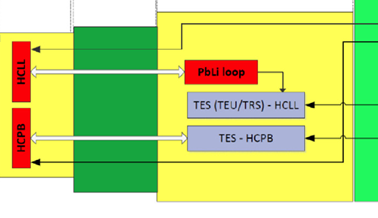 HCLL
PbLi loop
TES (TEU/TRS) - HCLL
HCPB
TES - HCPB